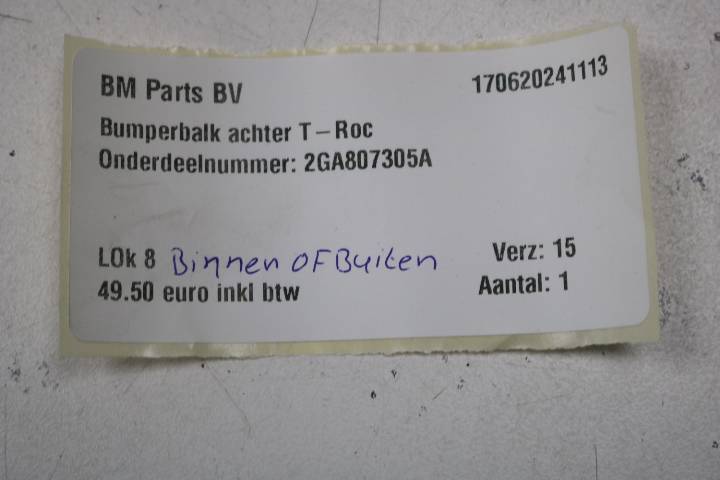 BM Parts BV 170620241113
Bumperbalk achter T-Roc
Onderdeelnummer: 2GA807305A
LOk 8 Binnen OF Buiten Verz: 15
49.50 euro inkl btw Aantal: 1